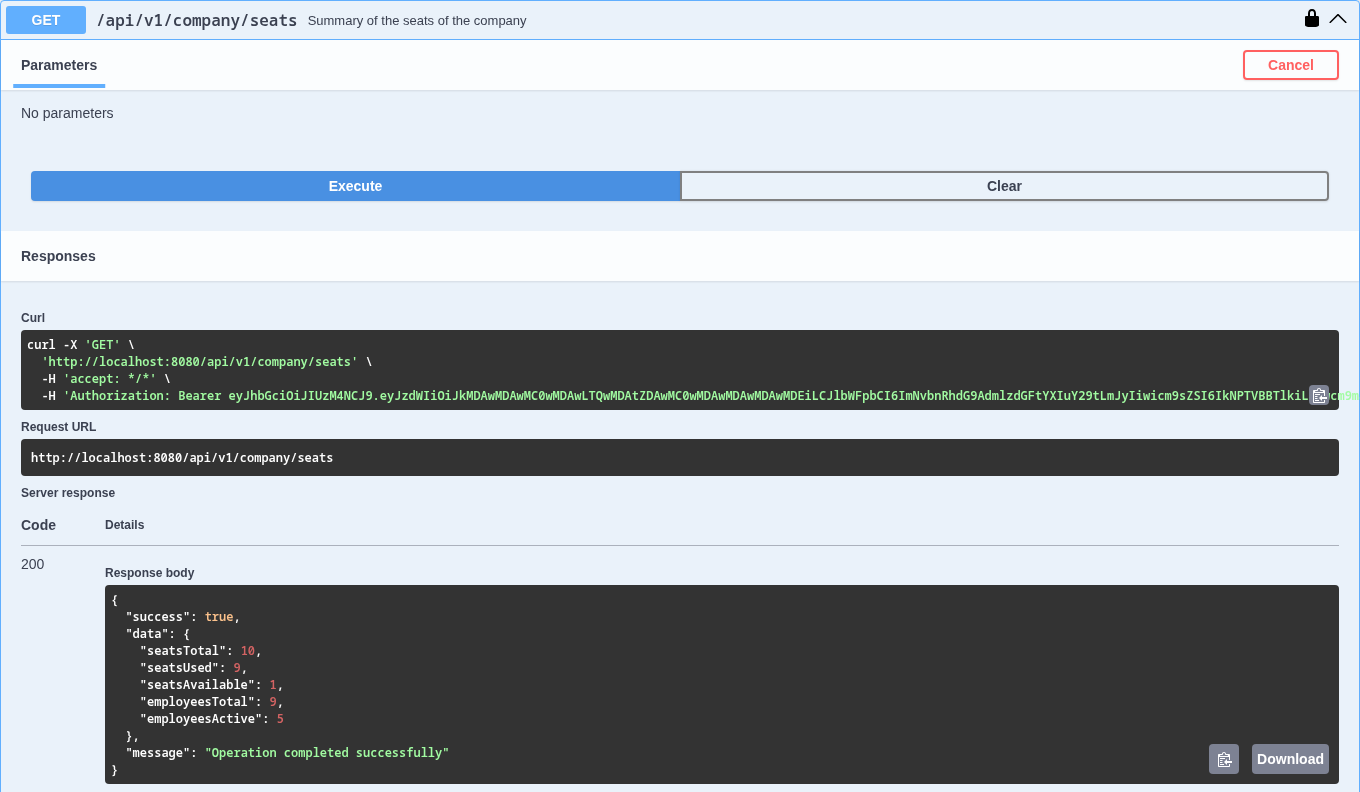 GET /api/v1/company/seats Summary of the seats of the company
Parameters
Cancel
No parameters
Execute
Clear
Responses
Curl
curl -X 'GET' \
'http://localhost:8080/api/v1/company/seats' \
-H 'accept: */*' \
-H 'Authorization: Bearer
Request URL
http://localhost:8080/api/v1/company/seats
Server response
Code Details
200
Response body
{
"success": true,
"data": {
"seatsTotal": 10,
"seatsUsed": 9,
"seatsAvailable": 1,
"employeesTotal": 9,
"employeesActive": 5
},
"message": "Operation completed successfully"
}
Download